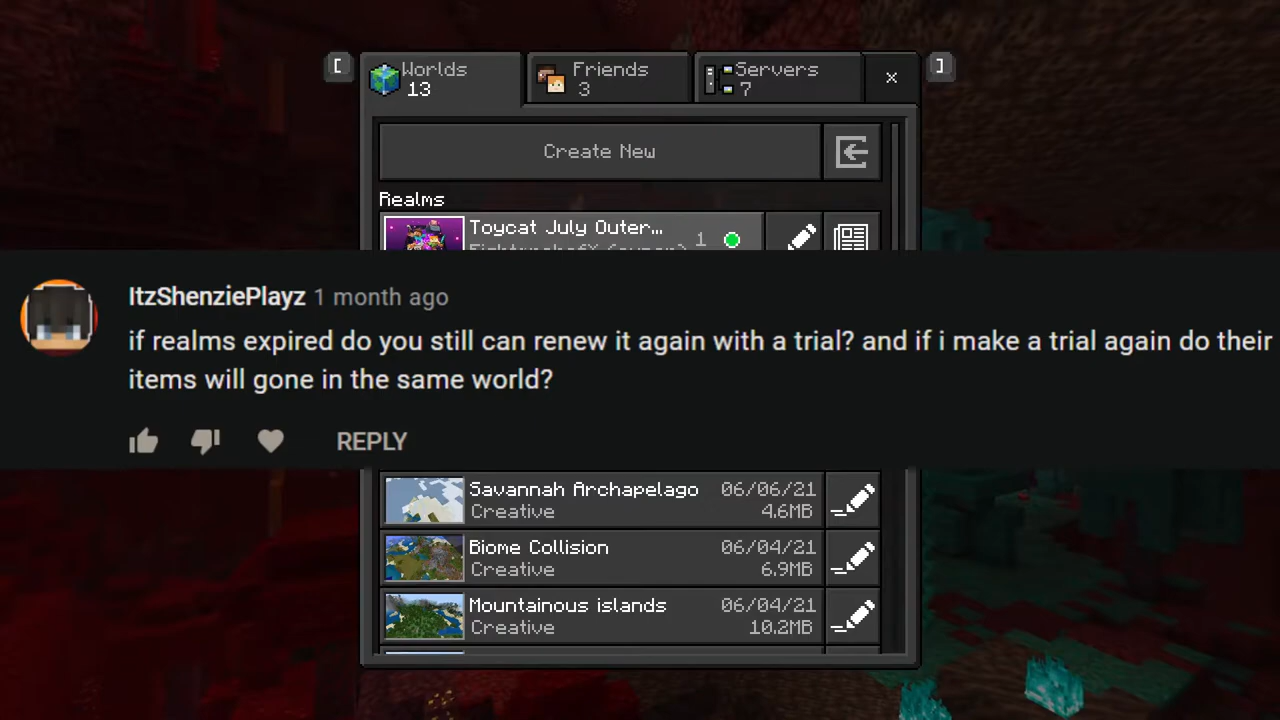 [
Worlds
13
Friends
3
Servers
7
×
]
Create New
Realms
Toycat July Outer...
1
ItzShenziePlayz 1 month ago
if realms expired do you still can renew it again with a trial? and if i make a trial again do their
items will gone in the same world?
REPLY
Savannah Archapelago 06/06/21
Creative 4.6MB
Biome Collision 06/04/21
Creative 6.9MB
Mountainous islands 06/04/21
Creative 10.2MB